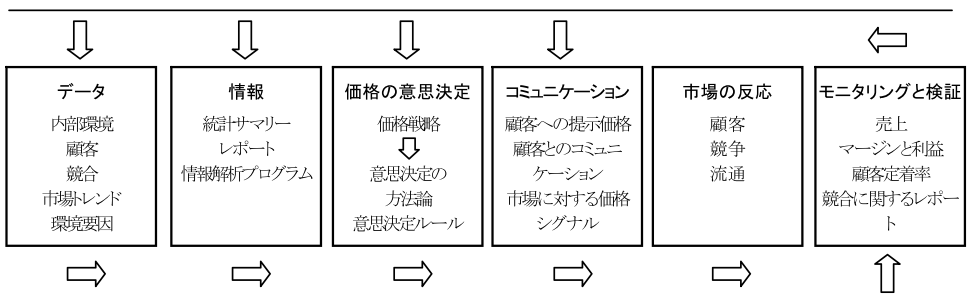 データ
内部環境
顧客
競合
市場トレンド
環境要因
情報
統計サマリー
レポート
情報解析プログラム
価格の意思決定
価格戦略
意思決定の
方法論
意思決定ルール
コミュニケーション
顧客への提示価格
顧客とのコミュニ
ケーション
市場に対する価格
シグナル
市場の反応
顧客
競争
流通
モニタリングと検証
売上
マージンと利益
顧客定着率
競合に関するレポー
ト